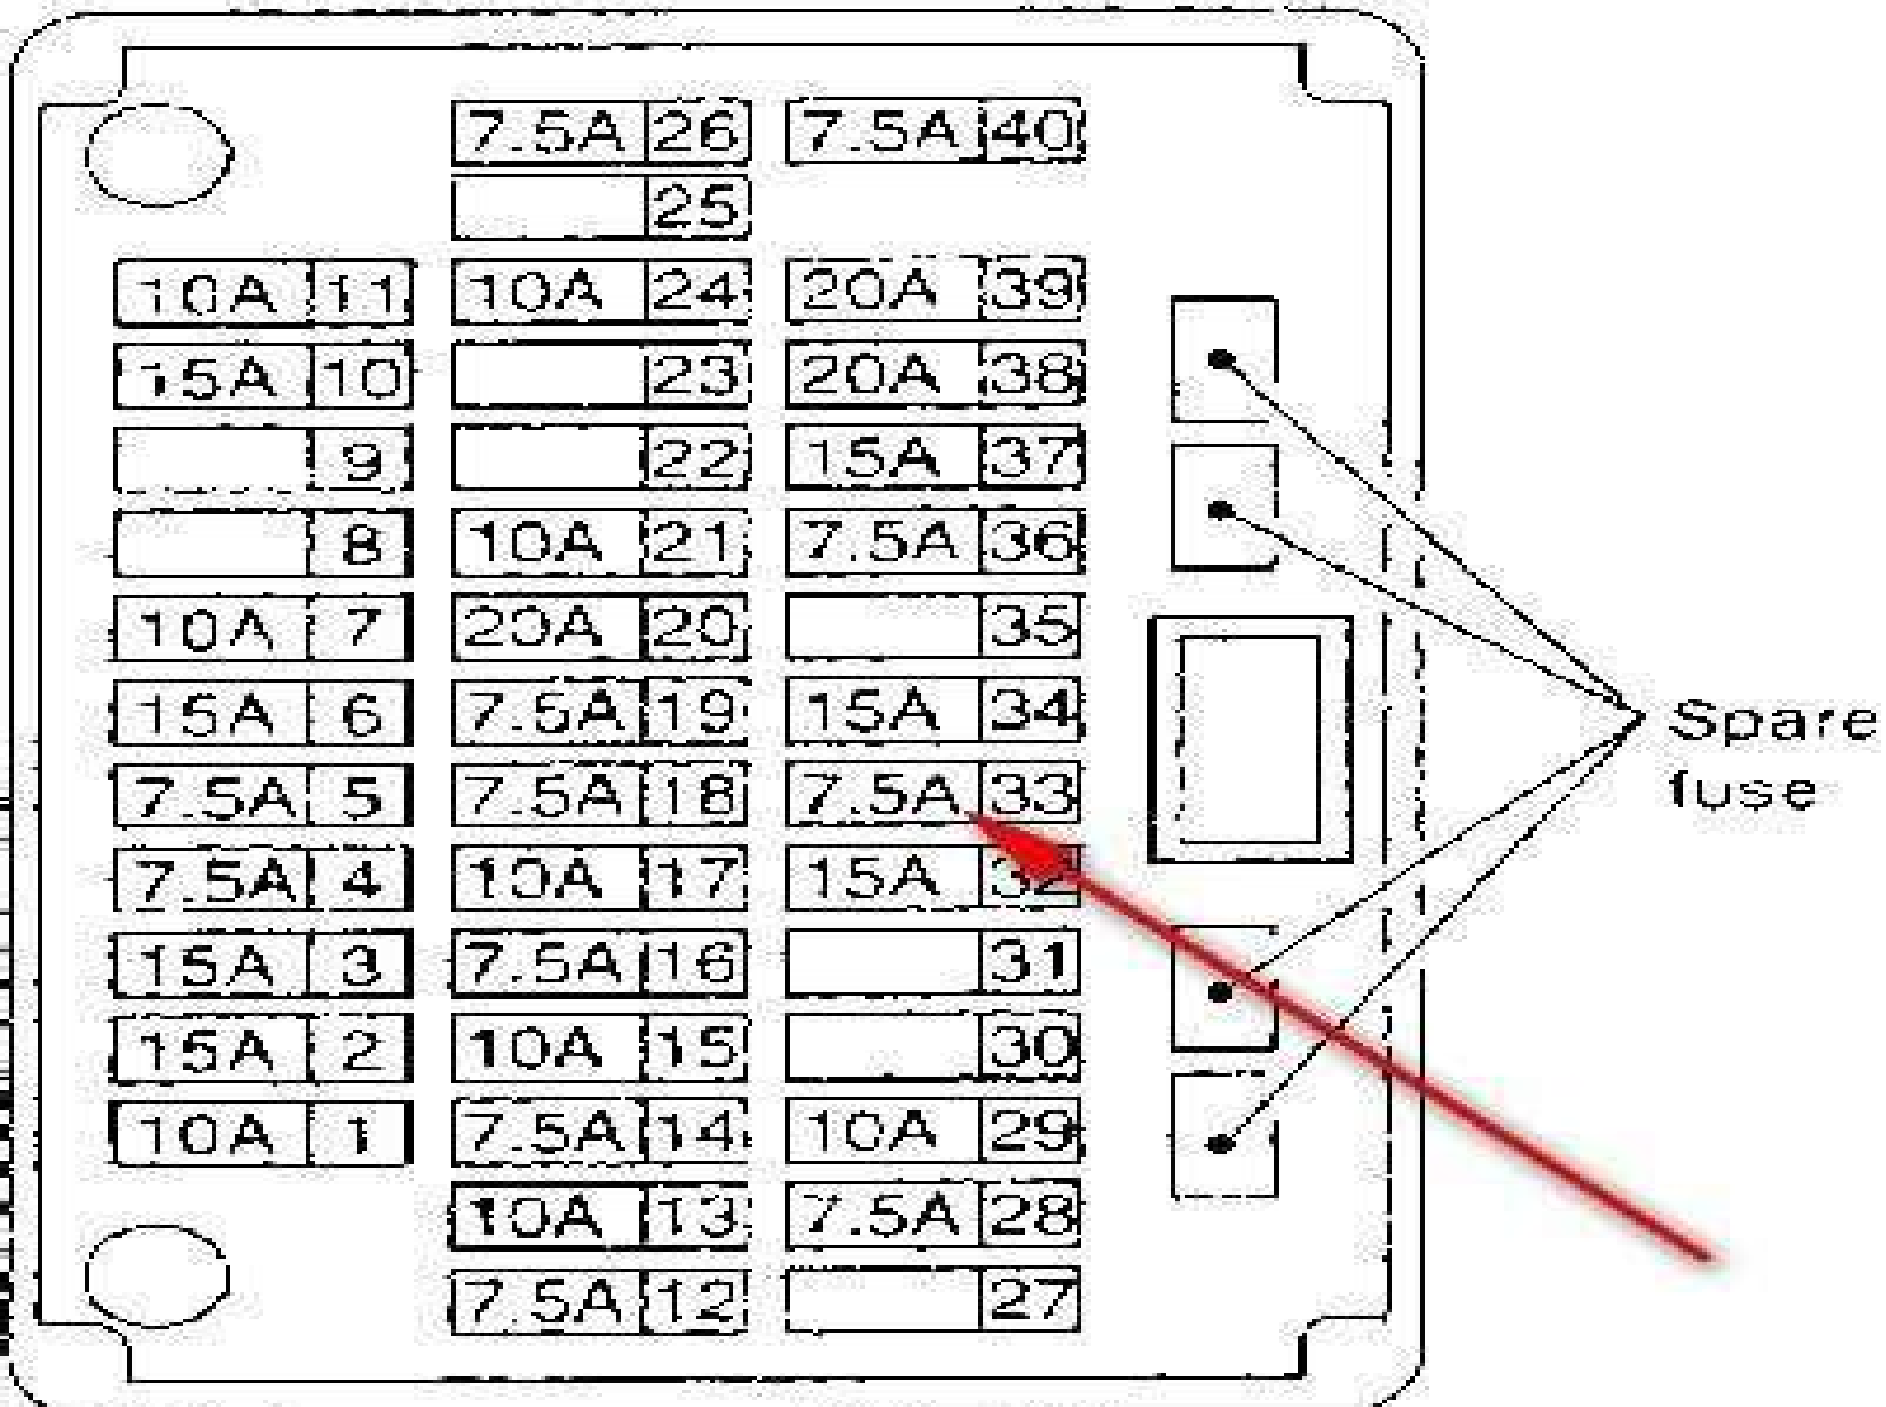 7.5A 26 7.5A 40
25
10A 11 10A 24 20A 39
15A 10 23 20A 38
9 22 15A 37
8 10A 21 7.5A 36
10A 7 20A 20 35
15A 6 7.5A 19 15A 34
7.5A 5 7.5A 18 7.5A 33
7.5A 4 10A 17 15A 32
15A 3 7.5A 16 31
15A 2 10A 15 30
10A 1 7.5A 14 10A 29
10A 13 7.5A 28
7.5A 12 27
Spare
fuse